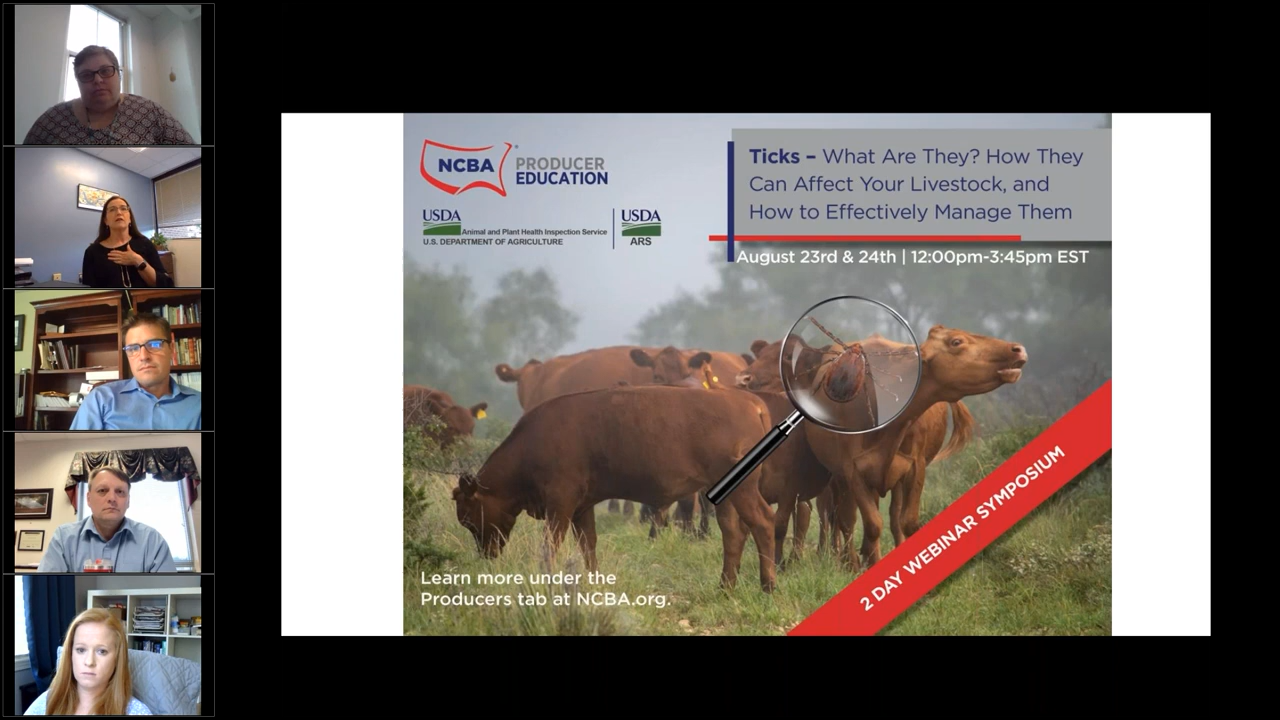 NCBA
PRODUCER
EDUCATION
USDA
Animal and Plant Health Inspection Service
U.S. DEPARTMENT OF AGRICULTURE
USDA
ARS
Ticks – What Are They? How They
Can Affect Your Livestock, and
How to Effectively Manage Them
August 23rd & 24th | 12:00pm-3:45pm EST
2 DAY WEBINAR SYMPOSIUM
Learn more under the
Producers tab at NCBA.org.